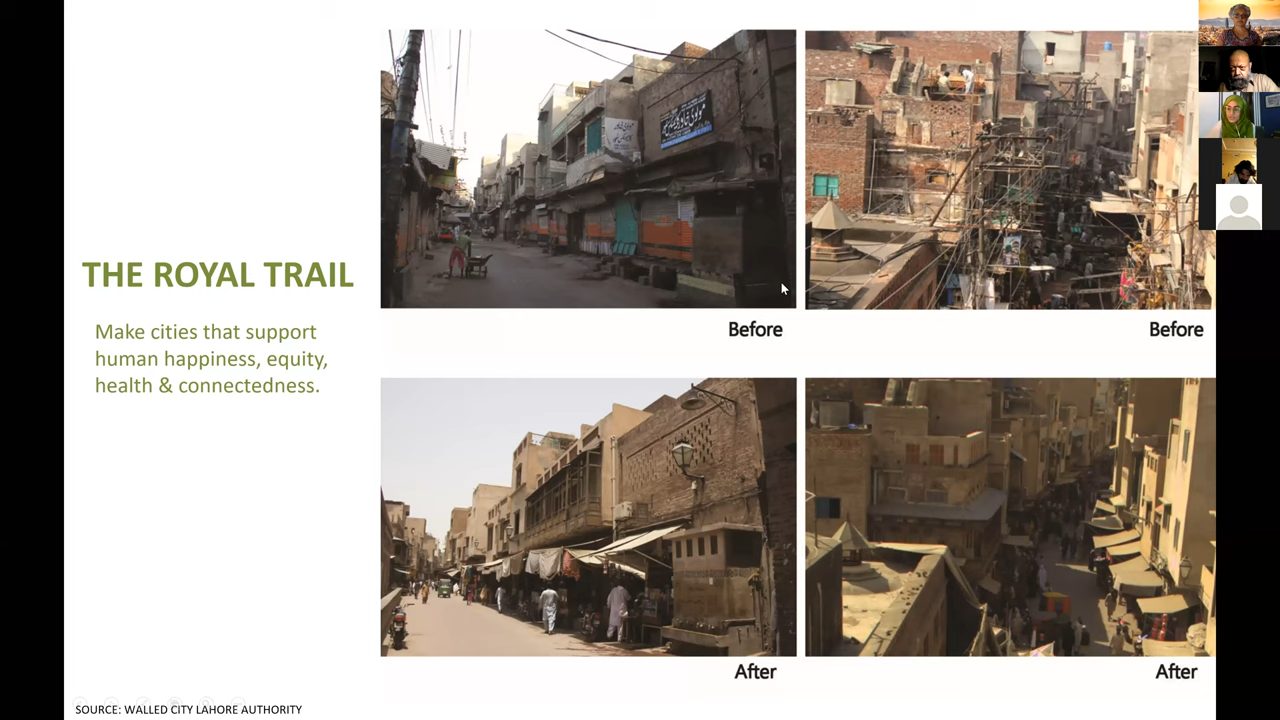 THE ROYAL TRAIL
Make cities that support
human happiness, equity,
health & connectedness.
Before
Before
After
After
SOURCE: WALLED CITY LAHORE AUTHORITY